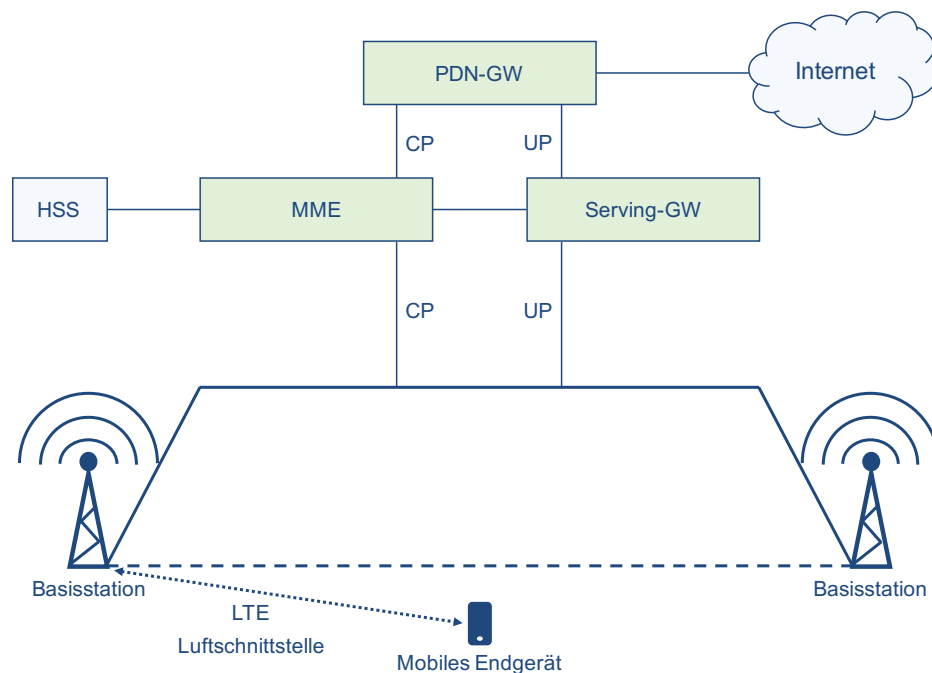 PDN-GW
Internet
CP
UP
HSS
MME
Serving-GW
CP
UP
Basisstation
Basisstation
LTE
Luftschnittstelle
Mobiles Endgerät